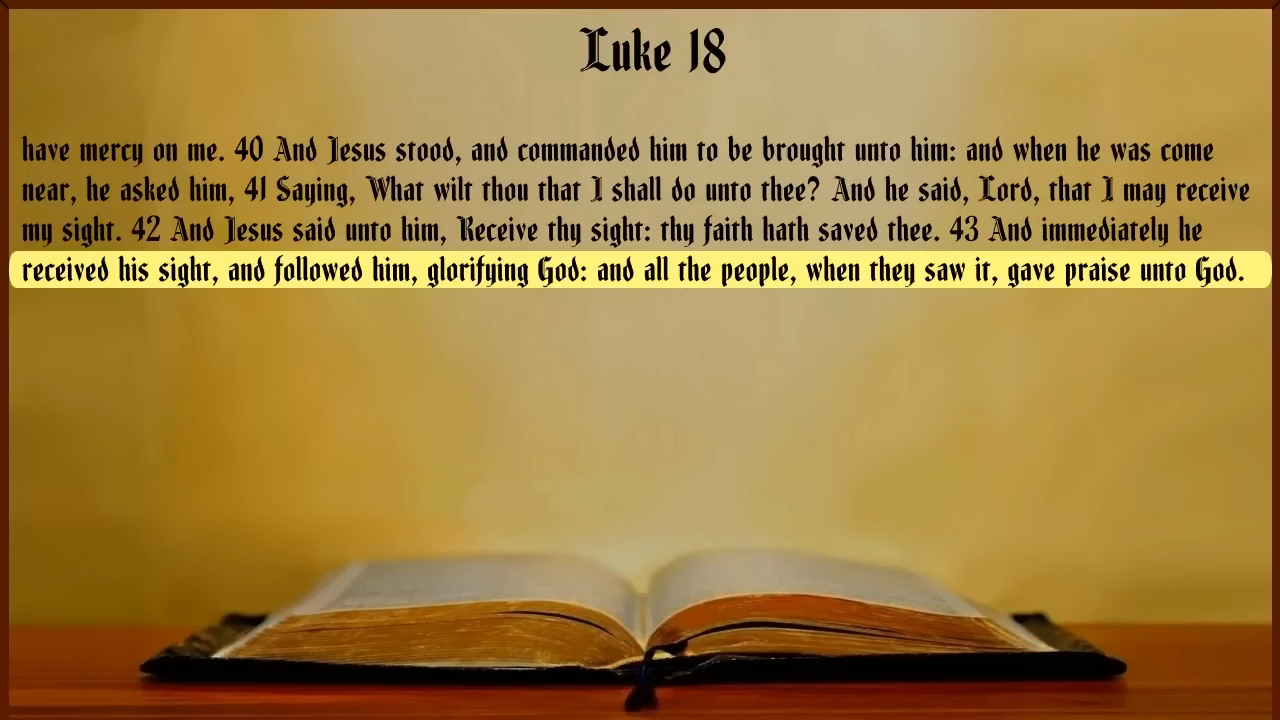 Luke 18
have mercy on me. 40 And Jesus stood, and commanded him to be brought unto him: and when he was come
near, he asked him, 41 Saying, What wilt thou that I shall do unto thee? And he said, Lord, that I may receive
my sight. 42 And Jesus said unto him, Receive thy sight: thy faith hath saved thee. 43 And immediately he
received his sight, and followed him, glorifying God: and all the people, when they saw it, gave praise unto God.